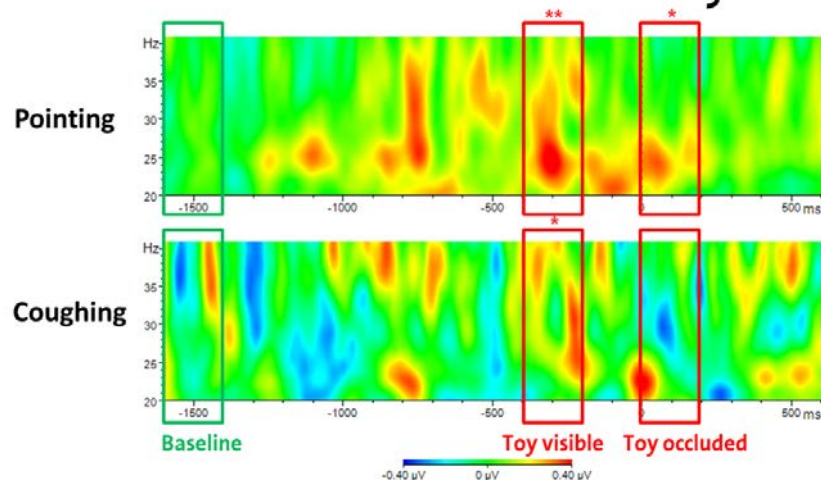 ** *
Hz
35
30
25
20
Pointing
-1500 -1000 -500 0 500 ms
*
Hz
35
30
25
20
Coughing
-1500 -1000 -500 0 500 ms
Baseline Toy visible Toy occluded
-0.40 µV 0 µV 0.40 µV